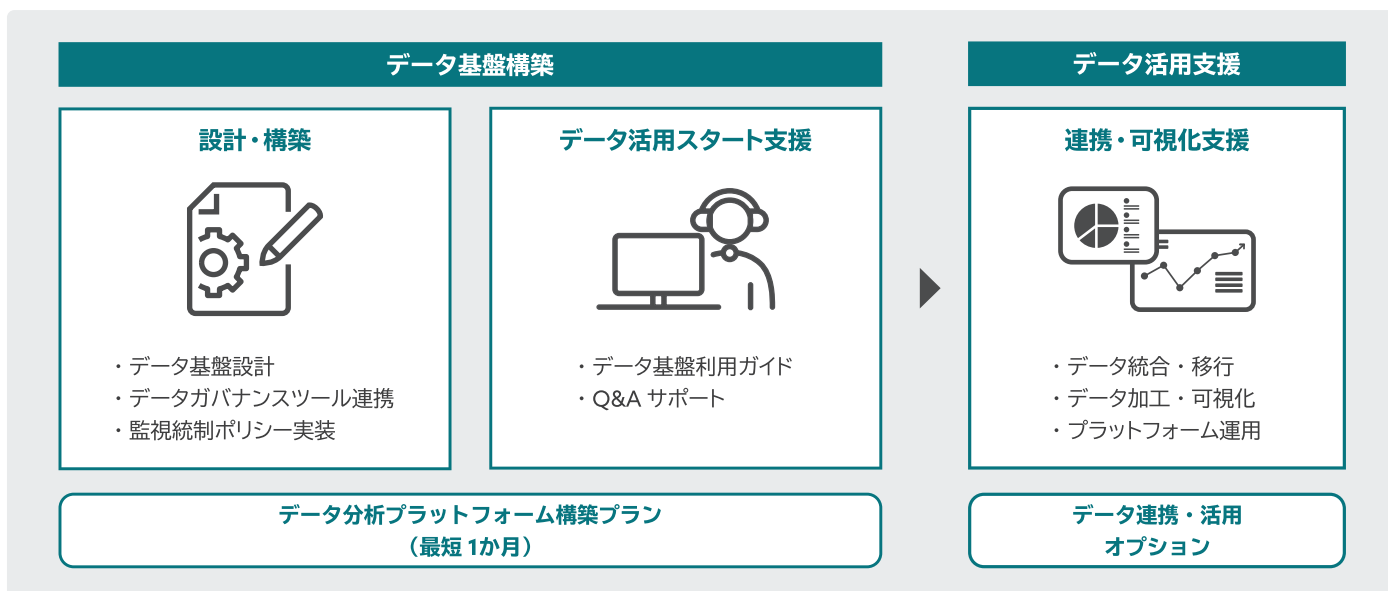 データ基盤構築
設計・構築
・データ基盤設計
・データガバナンスツール連携
・監視統制ポリシー実装
データ活用スタート支援
・データ基盤利用ガイド
・Q&A サポート
データ分析プラットフォーム構築プラン
（最短 1か月）
データ活用支援
連携・可視化支援
・データ統合・移行
・データ加工・可視化
・プラットフォーム運用
データ連携・活用
オプション